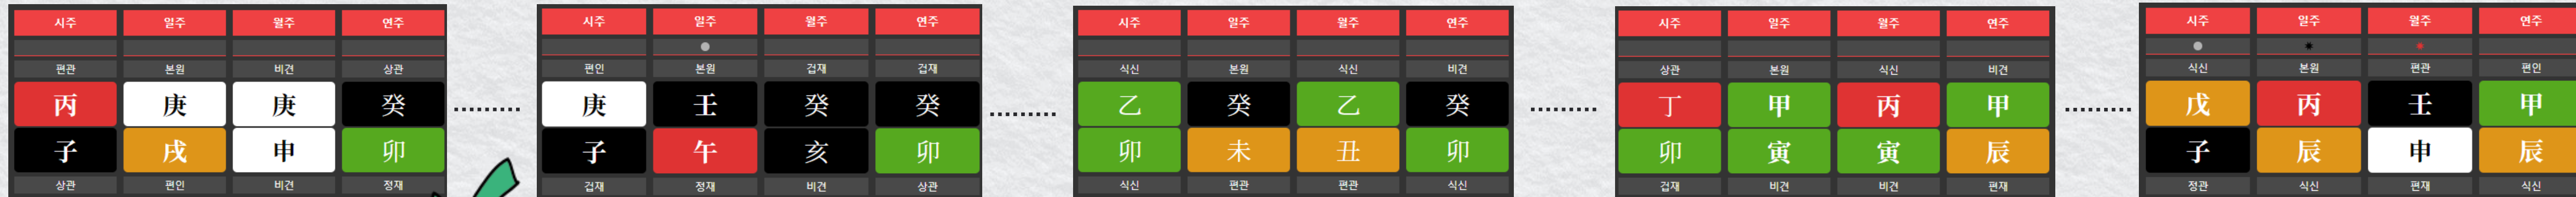 시주 일주 월주 연주
편관 본원 비견 상관
丙 庚 庚 癸
子 戌 申 卯
상관 편인 비견 정재
시주 일주 월주 연주
편인 본원 겁재 겁재
庚 壬 癸 癸
子 午 亥 卯
겁재 정재 비견 상관
시주 일주 월주 연주
식신 본원 식신 비견
乙 癸 乙 癸
卯 未 丑 卯
식신 편관 편관 식신
시주 일주 월주 연주
상관 본원 식신 비견
丁 甲 丙 甲
卯 寅 寅 辰
겁재 비견 비견 편재
시주 일주 월주 연주
식신 본원 편관 편인
戊 丙 壬 甲
子 辰 申 辰
정관 식신 편재 식신